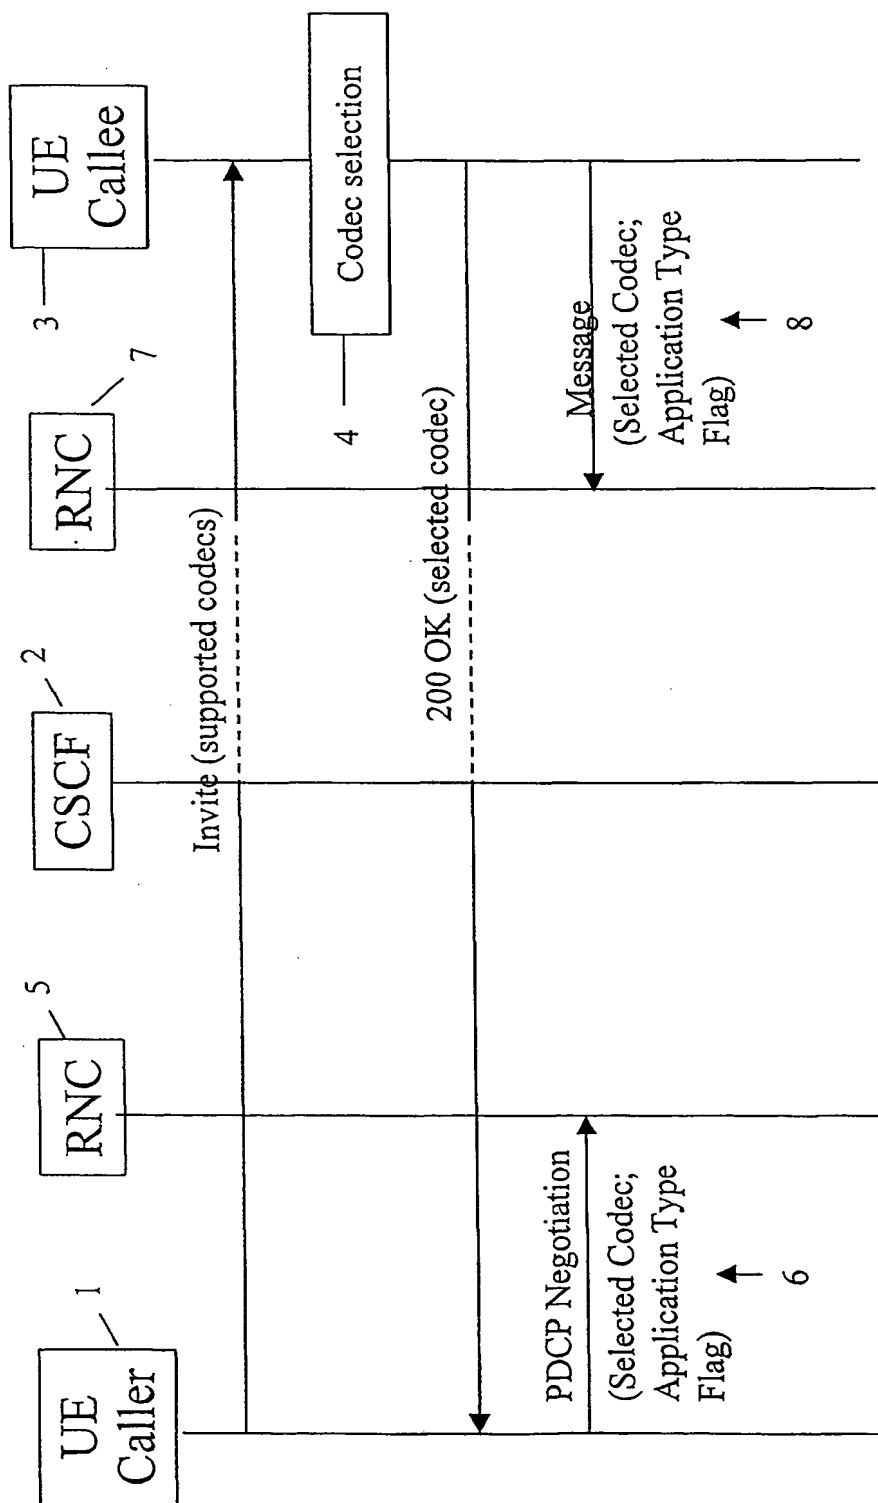 UE
Caller
1
RNC
5
CSCF
2
RNC
7
UE
Callee
3
Invite (supported codecs)
Codec selection
4
200 OK (selected codec)
PDCP Negotiation
(Selected Codec;
Application Type
Flag)
6
Message
(Selected Codec;
Application Type
Flag)
8